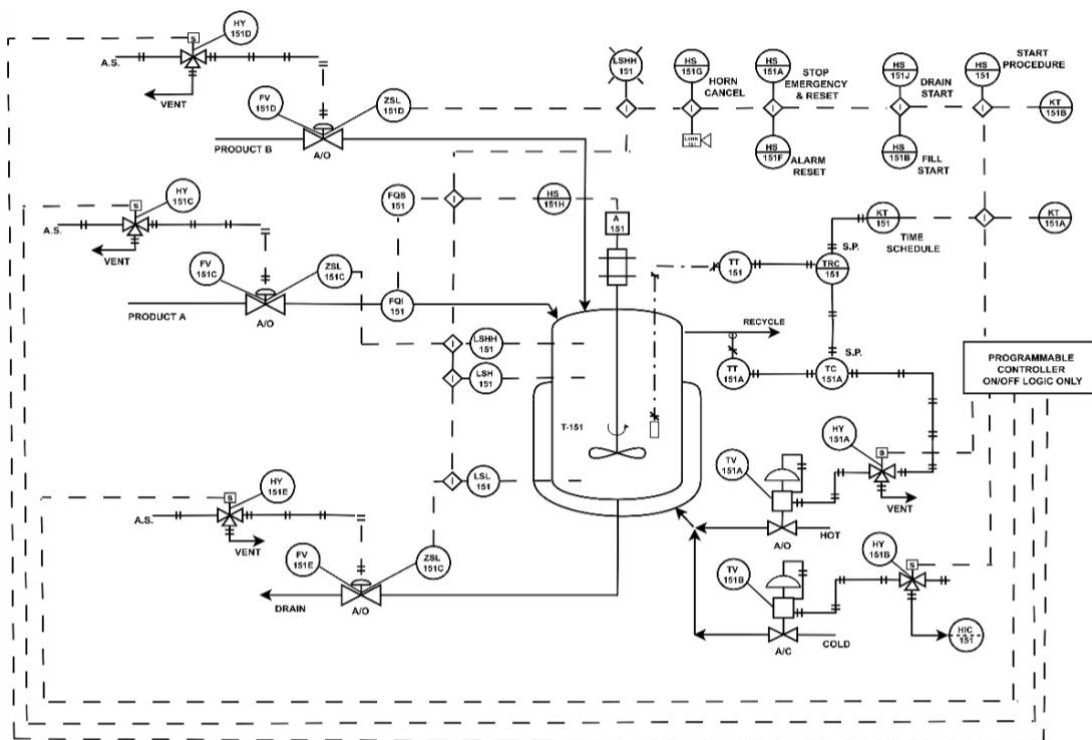 HY
151D
S
A.S.
VENT
FV
151D
ZSL
151D
PRODUCT B
A/O
LSHH
151
HS
151G
HORN
CANCEL
LSHH
151
HS
151A
STOP
EMERGENCY
& RESET
HS
151F
ALARM
RESET
HS
151J
DRAIN
START
HS
151B
FILL
START
HS
151
START
PROCEDURE
KT
151B
I
I
I
I
I
HY
151C
S
A.S.
VENT
FV
151C
ZSL
151C
PRODUCT A
A/O
FQS
151
I
HS
151H
FQI
151
A
151
TT
151
S.P.
TRC
151
KT
151
TIME
SCHEDULE
I
KT
151A
RECYCLE
TT
151A
S.P.
TC
151A
PROGRAMMABLE
CONTROLLER
ON/OFF LOGIC ONLY
I
LSHH
151
I
LSH
151
T-151
I
LSL
151
HY
151E
S
A.S.
VENT
FV
151E
ZSL
151C
DRAIN
A/O
TV
151A
HY
151A
S
VENT
A/O
HOT
TV
151B
HY
151B
S
A/C
COLD
HIC
151